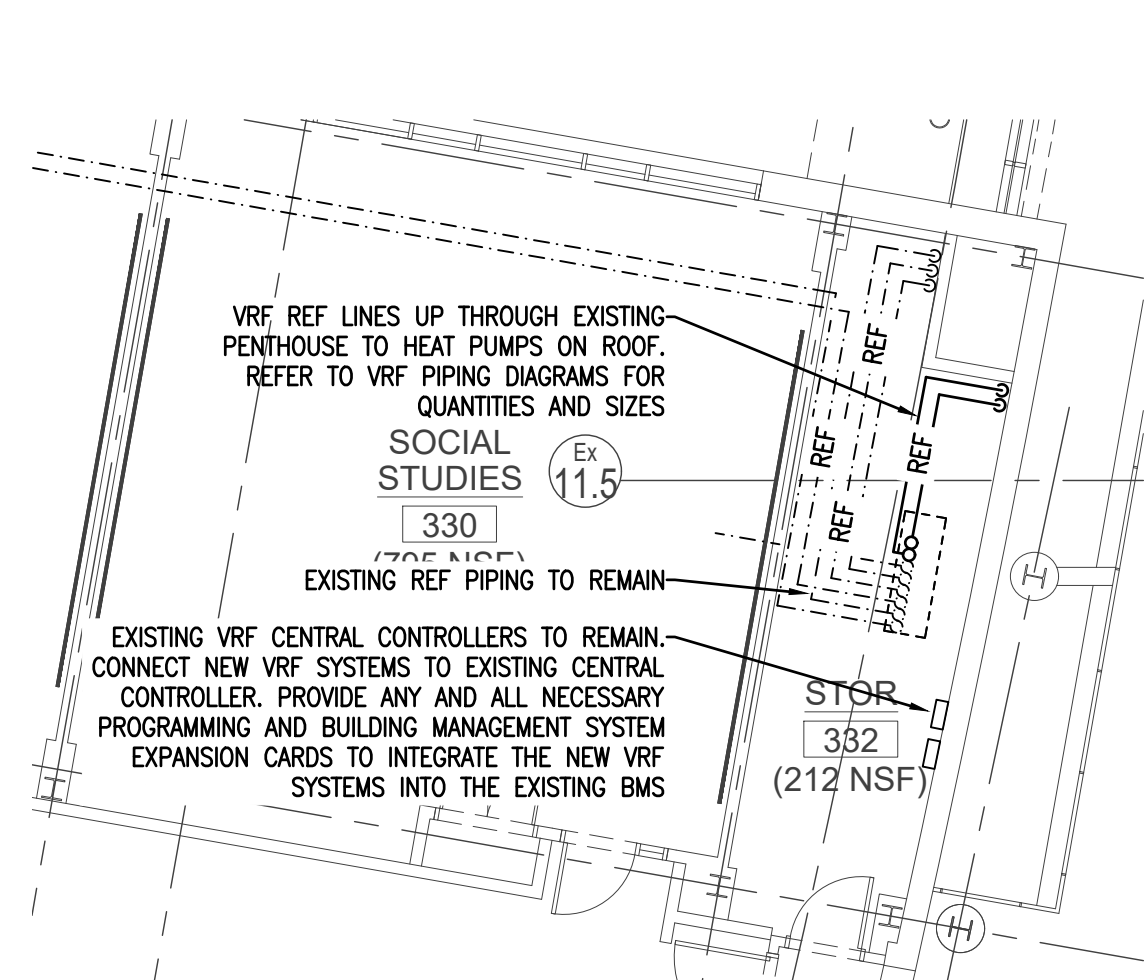 VRF REF LINES UP THROUGH EXISTING
PENTHOUSE TO HEAT PUMPS ON ROOF.
REFER TO VRF PIPING DIAGRAMS FOR
QUANTITIES AND SIZES
SOCIAL
STUDIES
330
Ex
11.5
REF
REF
REF
REF
EXISTING REF PIPING TO REMAIN
EXISTING VRF CENTRAL CONTROLLERS TO REMAIN.
CONNECT NEW VRF SYSTEMS TO EXISTING CENTRAL
CONTROLLER. PROVIDE ANY AND ALL NECESSARY
PROGRAMMING AND BUILDING MANAGEMENT SYSTEM
EXPANSION CARDS TO INTEGRATE THE NEW VRF
SYSTEMS INTO THE EXISTING BMS
STOR
332
(212 NSF)
H
H